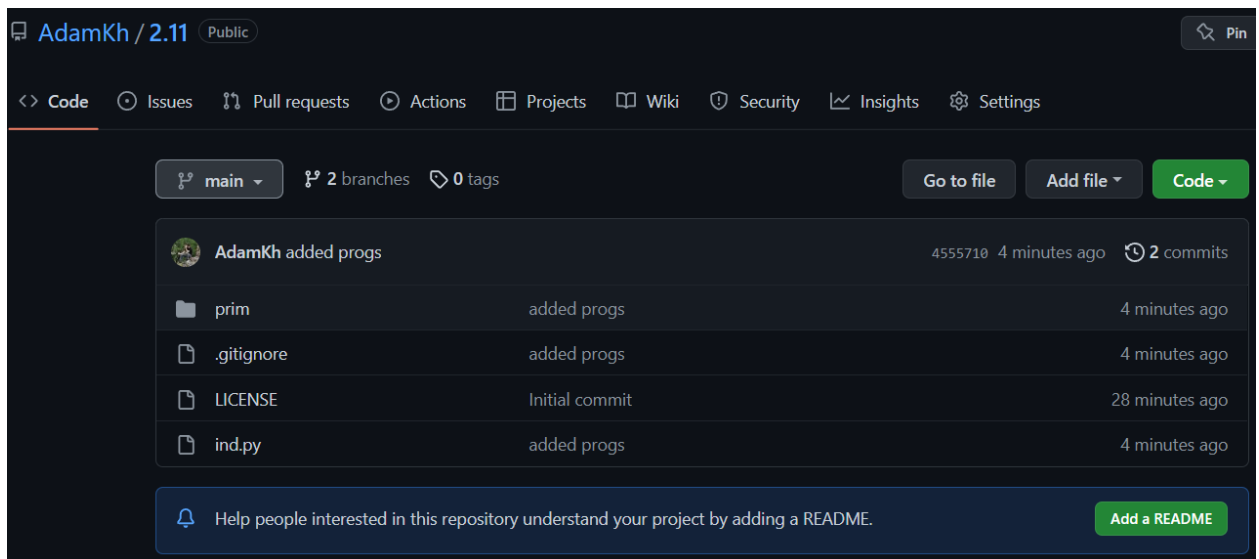 AdamKh / 2.11 Public Pin
Code Issues Pull requests Actions Projects Wiki Security Insights Settings
main 2 branches 0 tags Go to file Add file Code
AdamKh added progs 4555710 4 minutes ago 2 commits
prim added progs 4 minutes ago
.gitignore added progs 4 minutes ago
LICENSE Initial commit 28 minutes ago
ind.py added progs 4 minutes ago
Help people interested in this repository understand your project by adding a README. Add a README